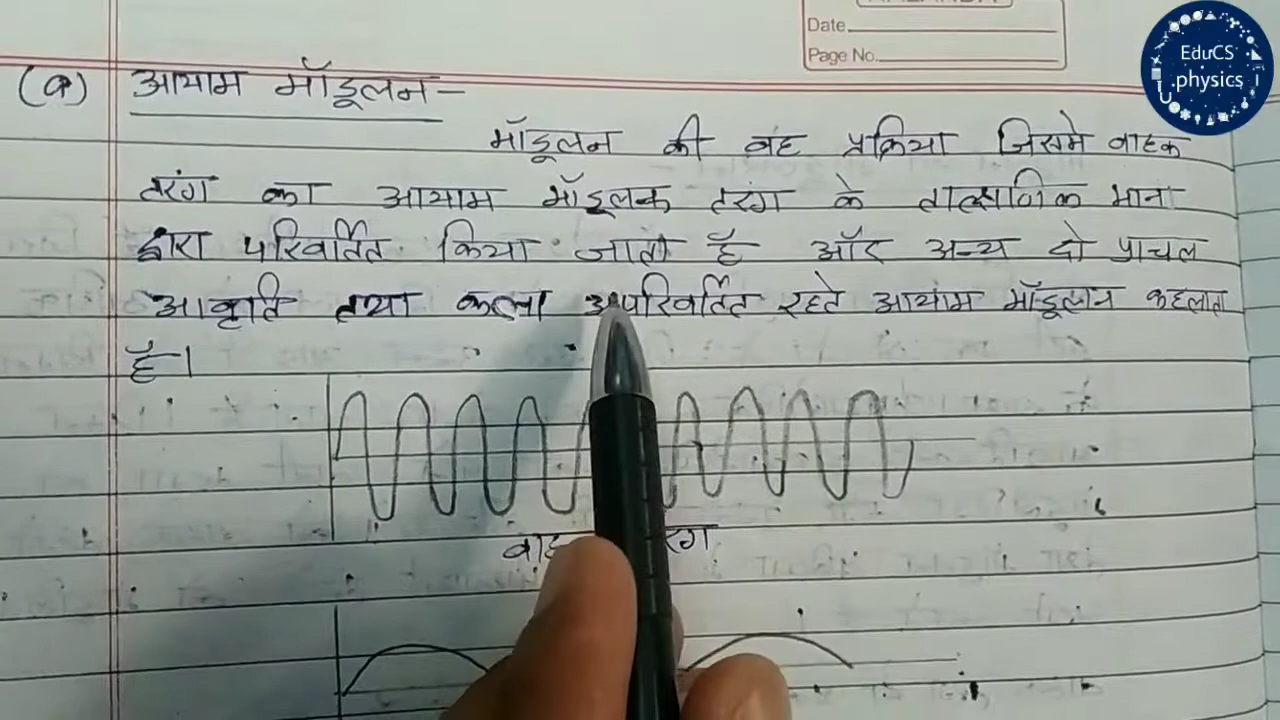 Date
Page No.
EduCS
physics
(a) आयाम मॉडूलन –
मॉडूलन की वह प्रक्रिया जिसमे वाहक
तरंग का आयाम मॉडूलक तरंग के तात्क्षणिक माना
द्वारा परिवर्तित किया जाता है और अन्य दो प्राचल
आवृति तथा कला अपरिवर्तित रहते आयाम मॉडूलन कहलाता
है।